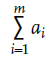 m
∑ aᵢ
i=1